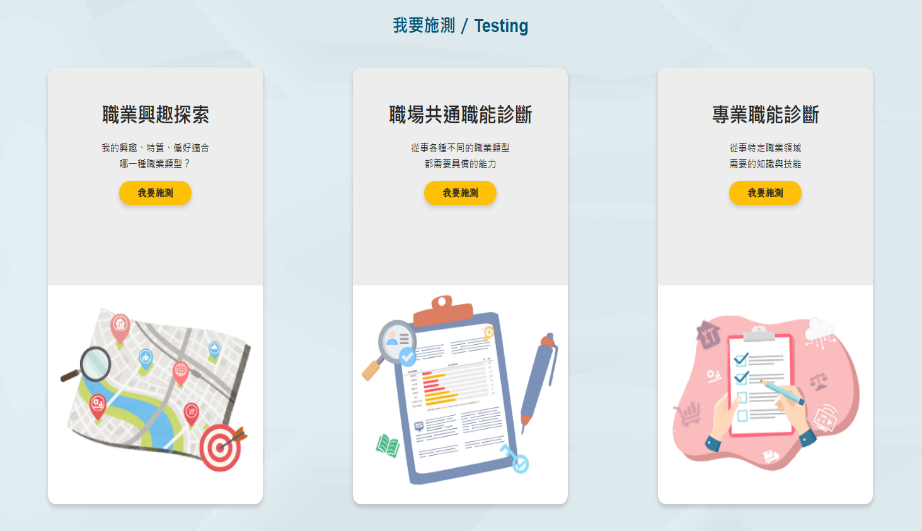 我要施測 / Testing
職業興趣探索
我的興趣、特質、偏好適合
哪一種職業類型？
我要施測
職場共通職能診斷
從事各種不同的職業類型
都需要具備的能力
我要施測
專業職能診斷
從事特定職業領域
需要的知識與技能
我要施測